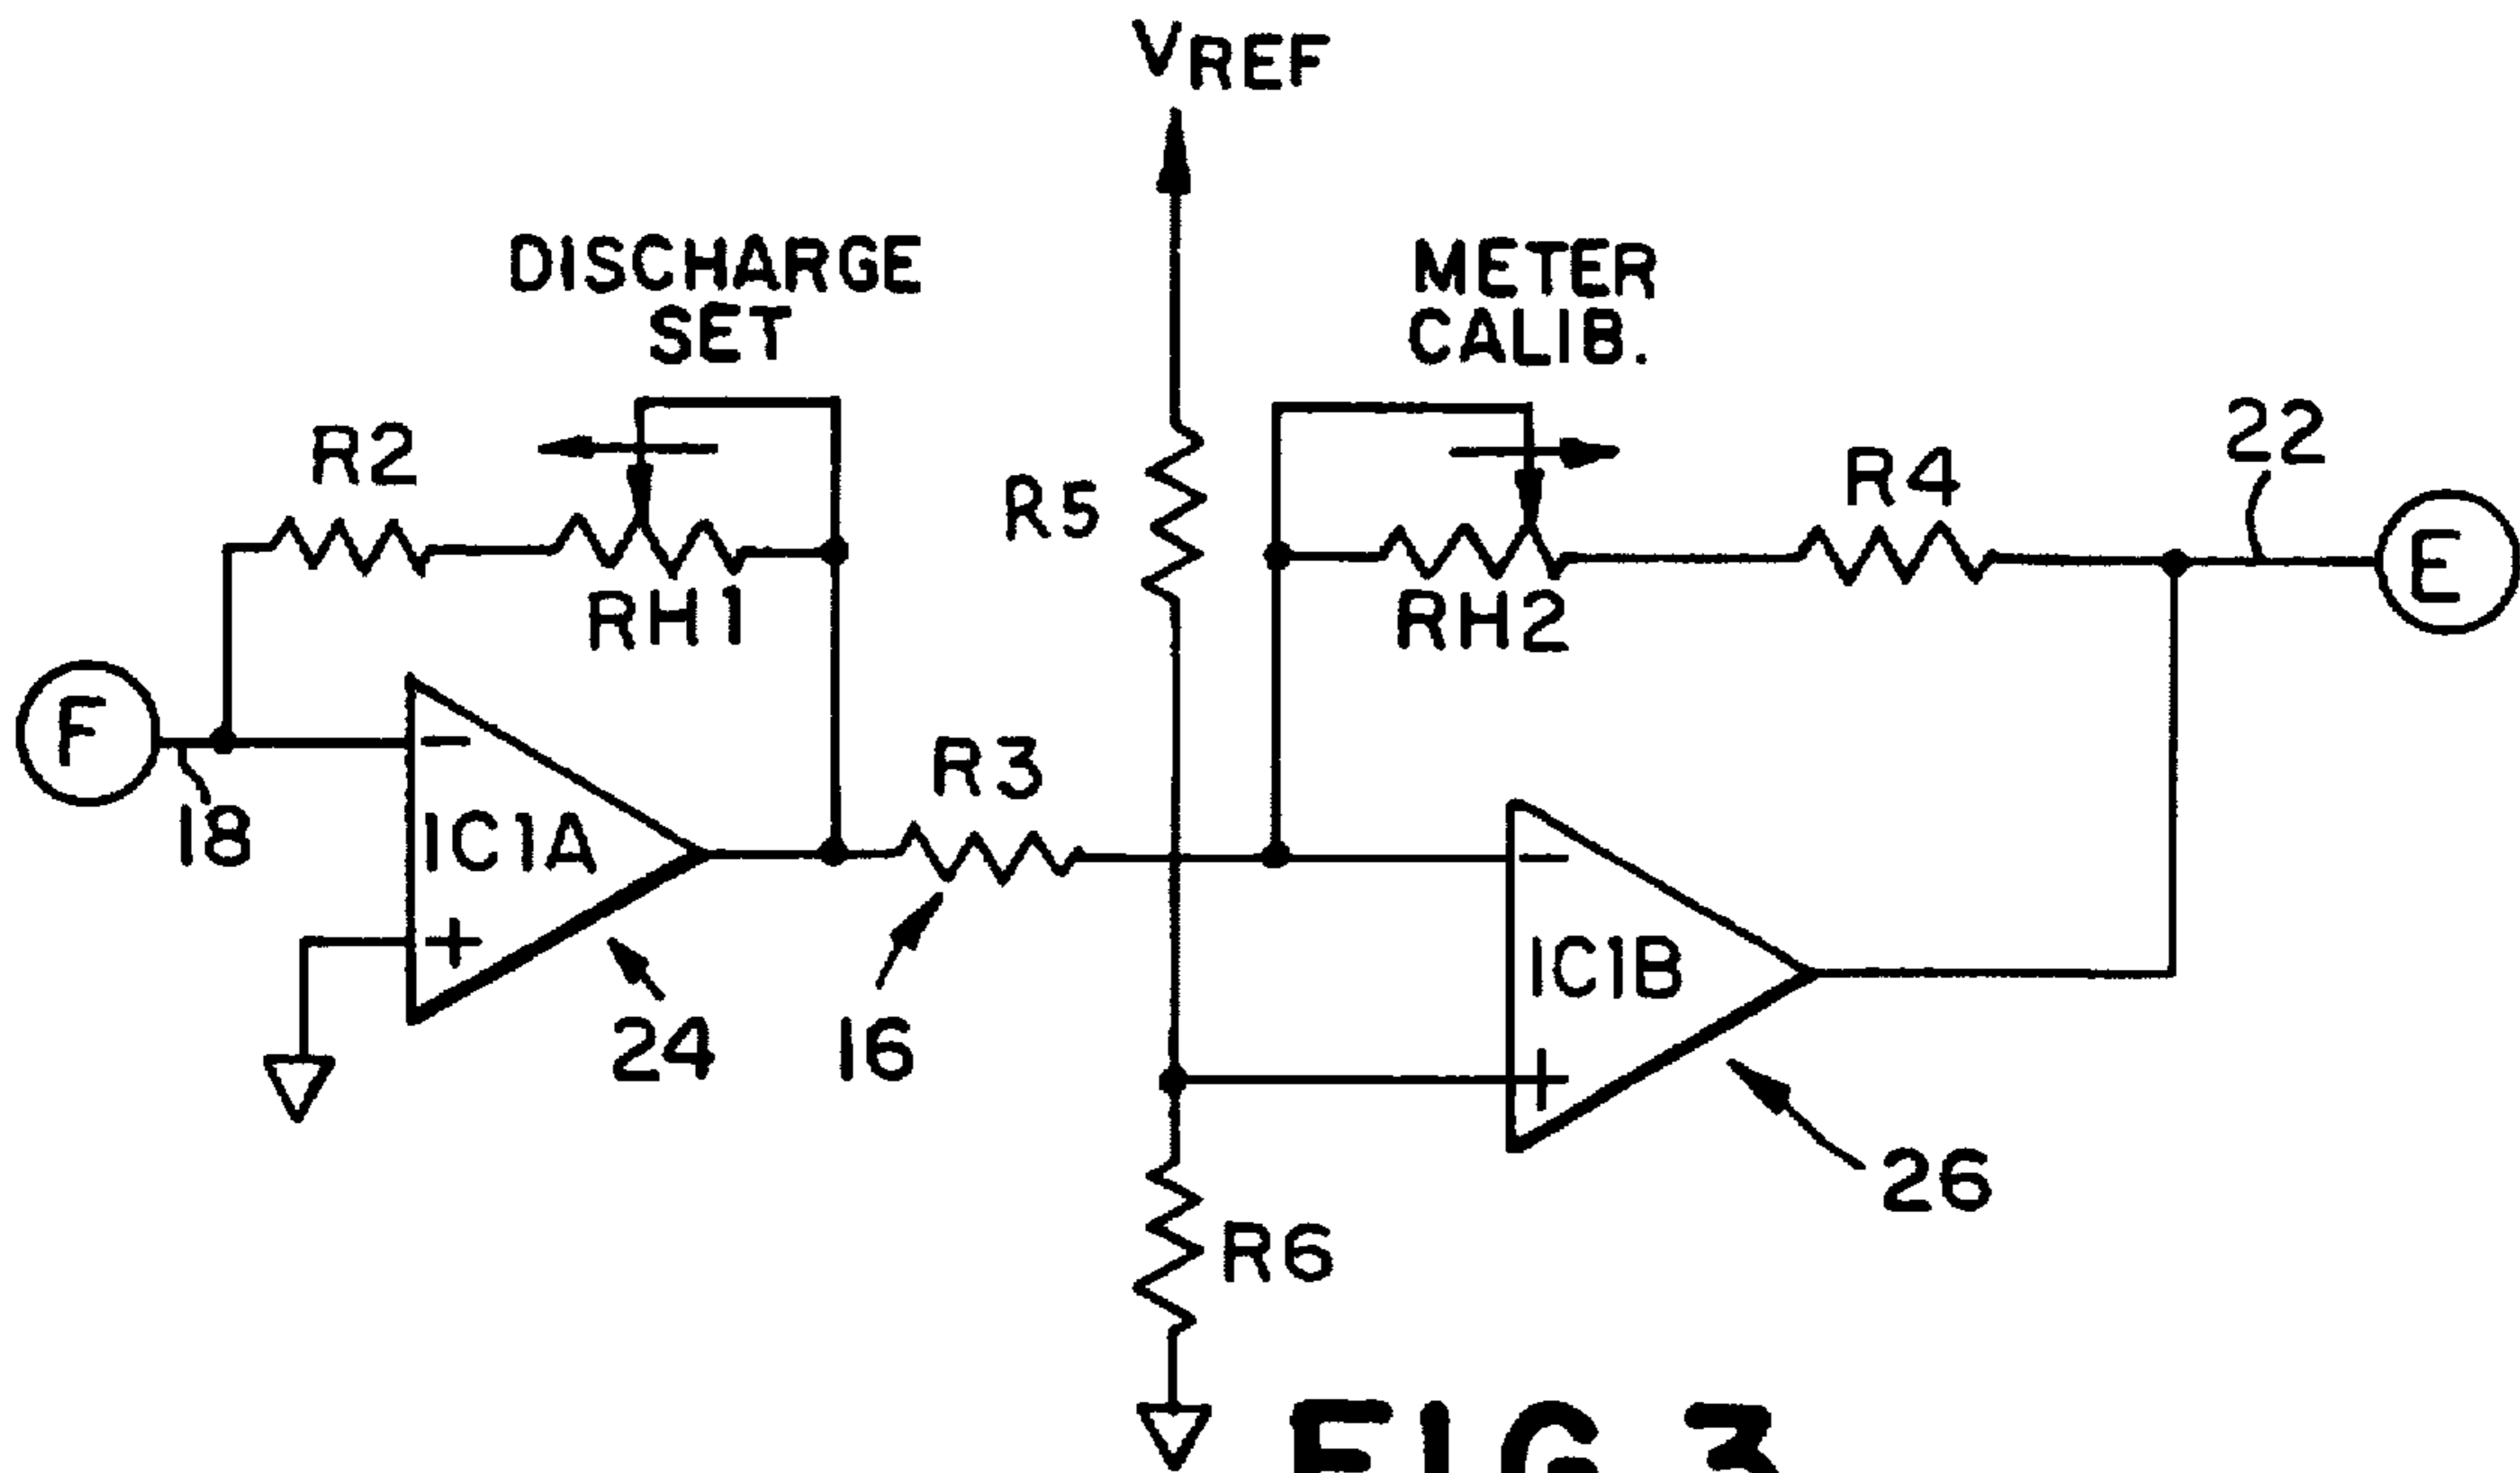 VREF
DISCHARGE
SET
METER
CALIB.
R2
RH1
R5
RH2
R4
22
E
F
18
IC1A
R3
24
16
IC1B
26
R6
FIG.3